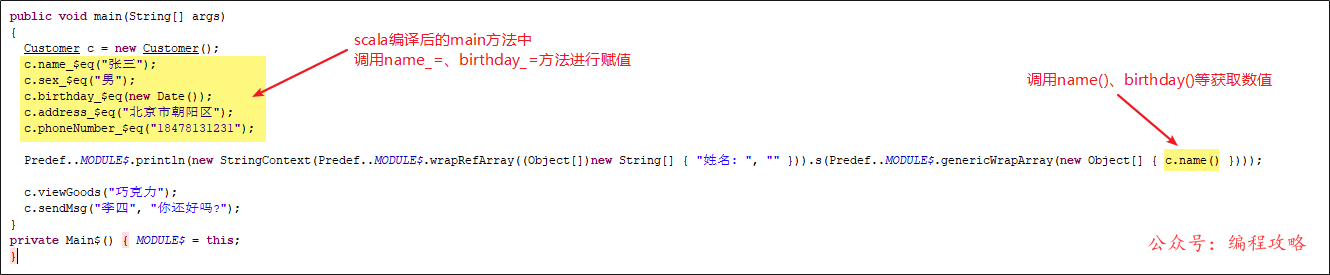 public void main(String[] args)
{
Customer c = new Customer();
c.name_$eq("张三");
c.sex_$eq("男");
c.birthday_$eq(new Date());
c.address_$eq("北京市朝阳区");
c.phoneNumber_$eq("18478131231");
scala编译后的main方法中
调用name_=、birthday_=方法进行赋值
调用name()、birthday()等获取数值
Predef..MODULE$.println(new StringContext(Predef..MODULE$.wrapRefArray((Object[])new String[] { "姓名: ", "" })).s(Predef..MODULE$.genericWrapArray(new Object[] { c.name() })));
c.viewGoods("巧克力");
c.sendMsg("李四", "你还好吗?");
}
private Main$() { MODULE$ = this;
}
公众号: 编程攻略